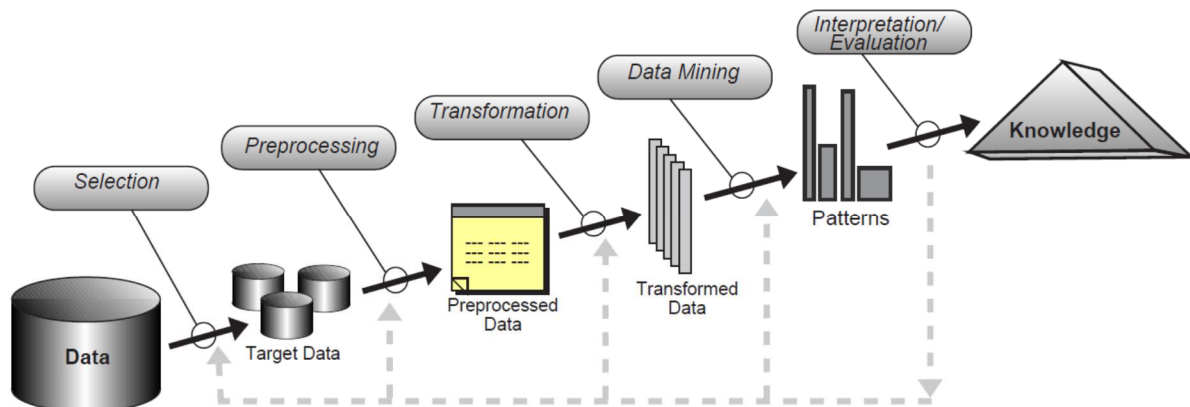 Interpretation/
Evaluation
Data Mining
Transformation
Preprocessing
Selection
Knowledge
Patterns
Transformed
Data
Preprocessed
Data
Target Data
Data